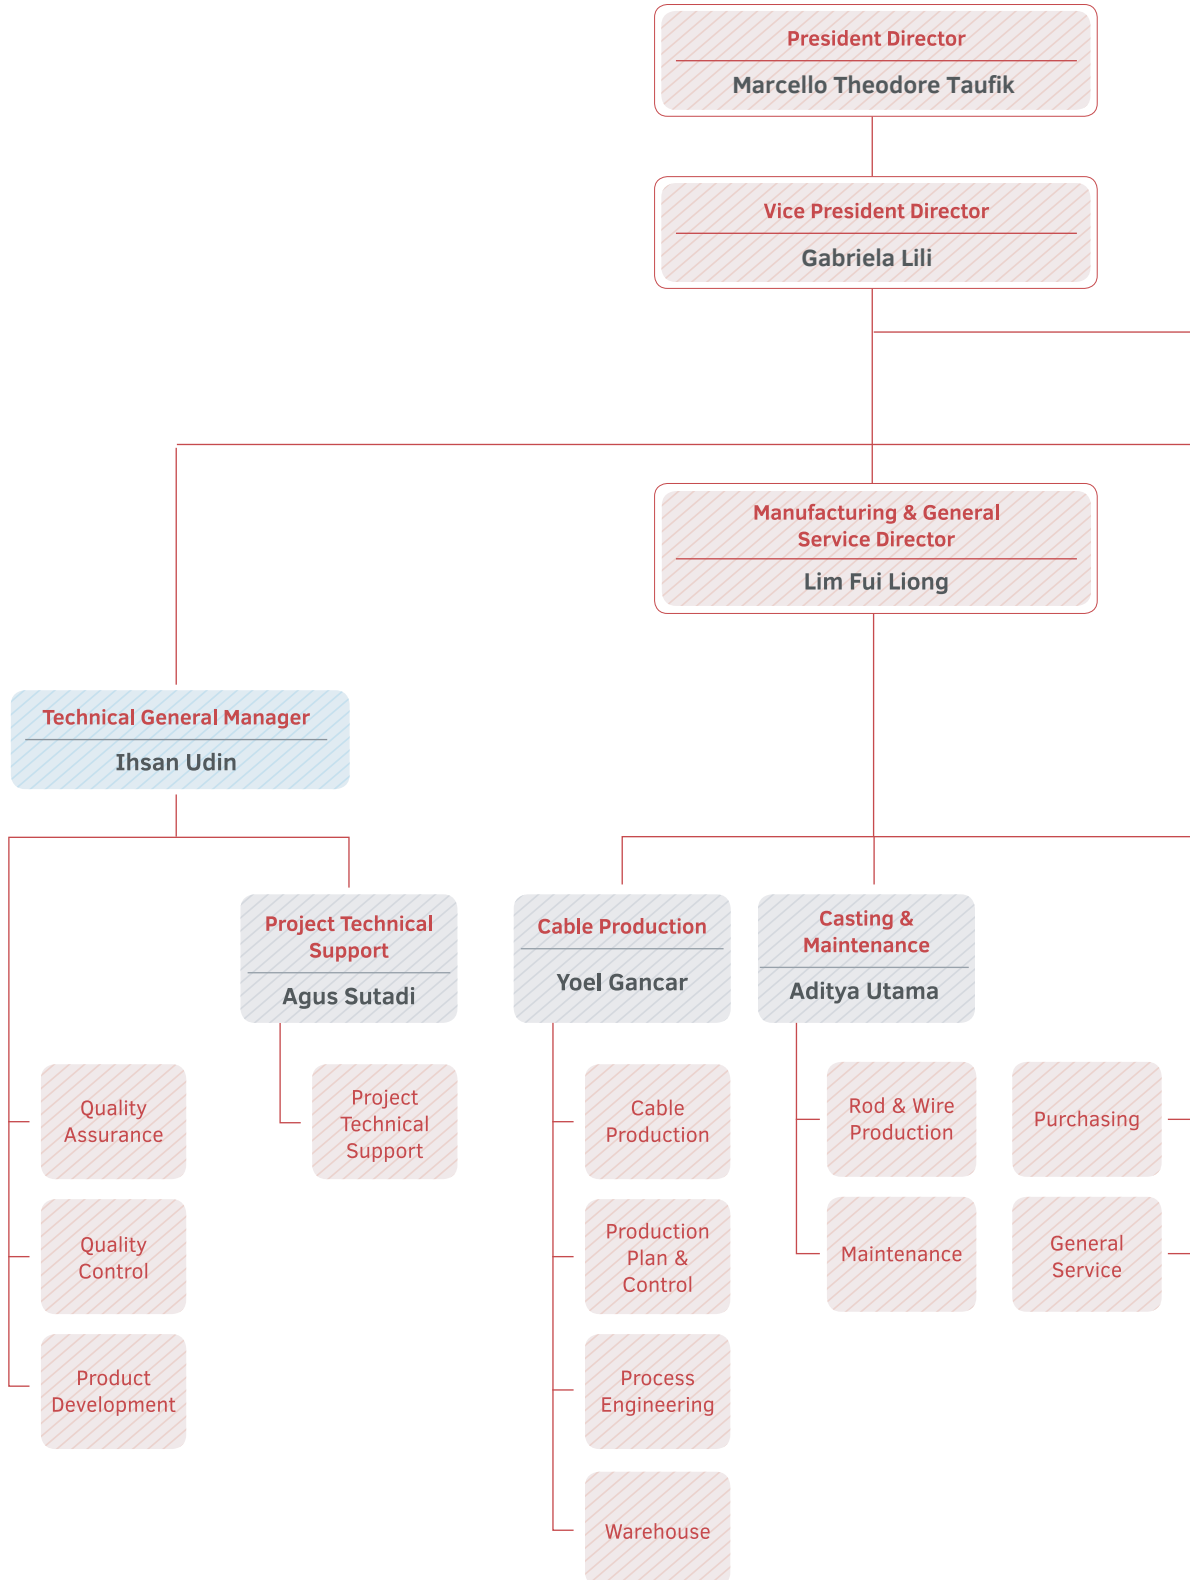 President Director
Marcello Theodore Taufik
Vice President Director
Gabriela Lili
Manufacturing & General
Service Director
Lim Fui Liong
Technical General Manager
Ihsan Udin
Project Technical
Support
Agus Sutadi
Cable Production
Yoel Gancar
Casting &
Maintenance
Aditya Utama
Quality
Assurance
Quality
Control
Product
Development
Project
Technical
Support
Cable
Production
Production
Plan &
Control
Process
Engineering
Warehouse
Rod & Wire
Production
Maintenance
Purchasing
General
Service